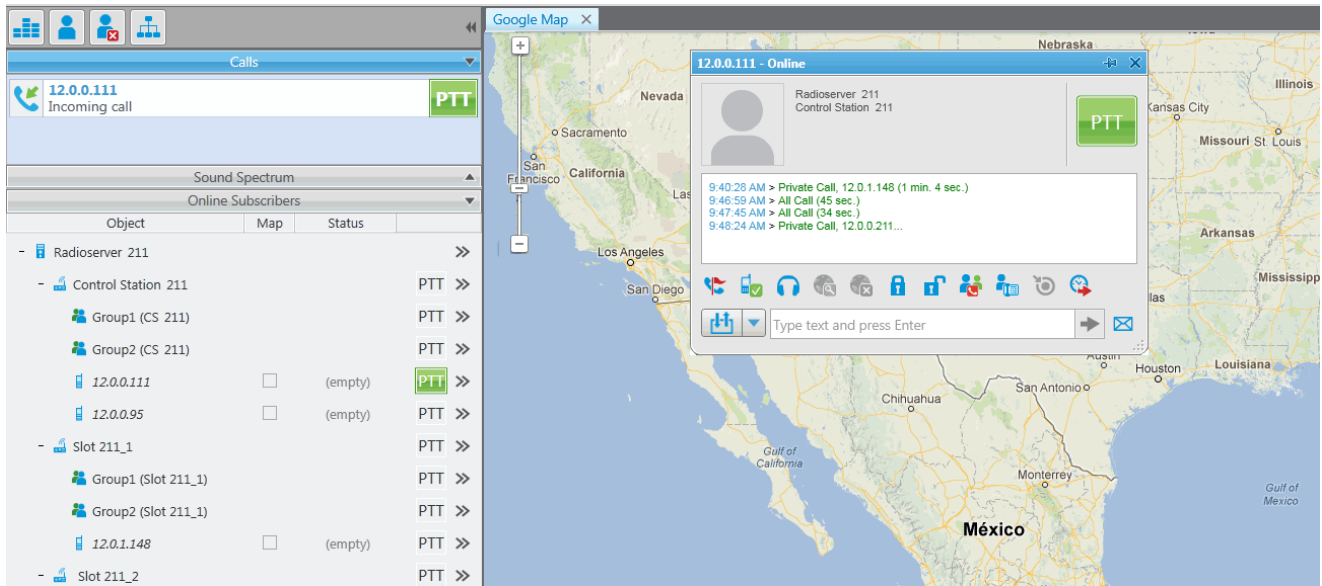 Calls
12.0.0.111
Incoming call
PTT
Sound Spectrum
Online Subscribers
Object Map Status
- Radioserver 211
- Control Station 211 PTT
Group1 (CS 211) PTT
Group2 (CS 211) PTT
12.0.0.111 (empty) PTT
12.0.0.95 (empty) PTT
- Slot 211_1 PTT
Group1 (Slot 211_1) PTT
Group2 (Slot 211_1) PTT
12.0.1.148 (empty) PTT
- Slot 211_2 PTT
Google Map
Nebraska
Nevada
Illinois
Kansas City
Sacramento
Missouri St. Louis
San
Francisco
California
Las
Arkansas
Los Angeles
San Diego
Mississipp
las
Austin
Houston
Louisiana
San Antonio
Chihuahua
Gulf of
California
Monterrey
Gulf of
Mexico
México
12.0.0.111 - Online
Radioserver 211
Control Station 211
PTT
9:40:28 AM > Private Call, 12.0.1.148 (1 min. 4 sec.)
9:46:59 AM > All Call (45 sec.)
9:47:45 AM > All Call (34 sec.)
9:48:24 AM > Private Call, 12.0.0.211...
Type text and press Enter